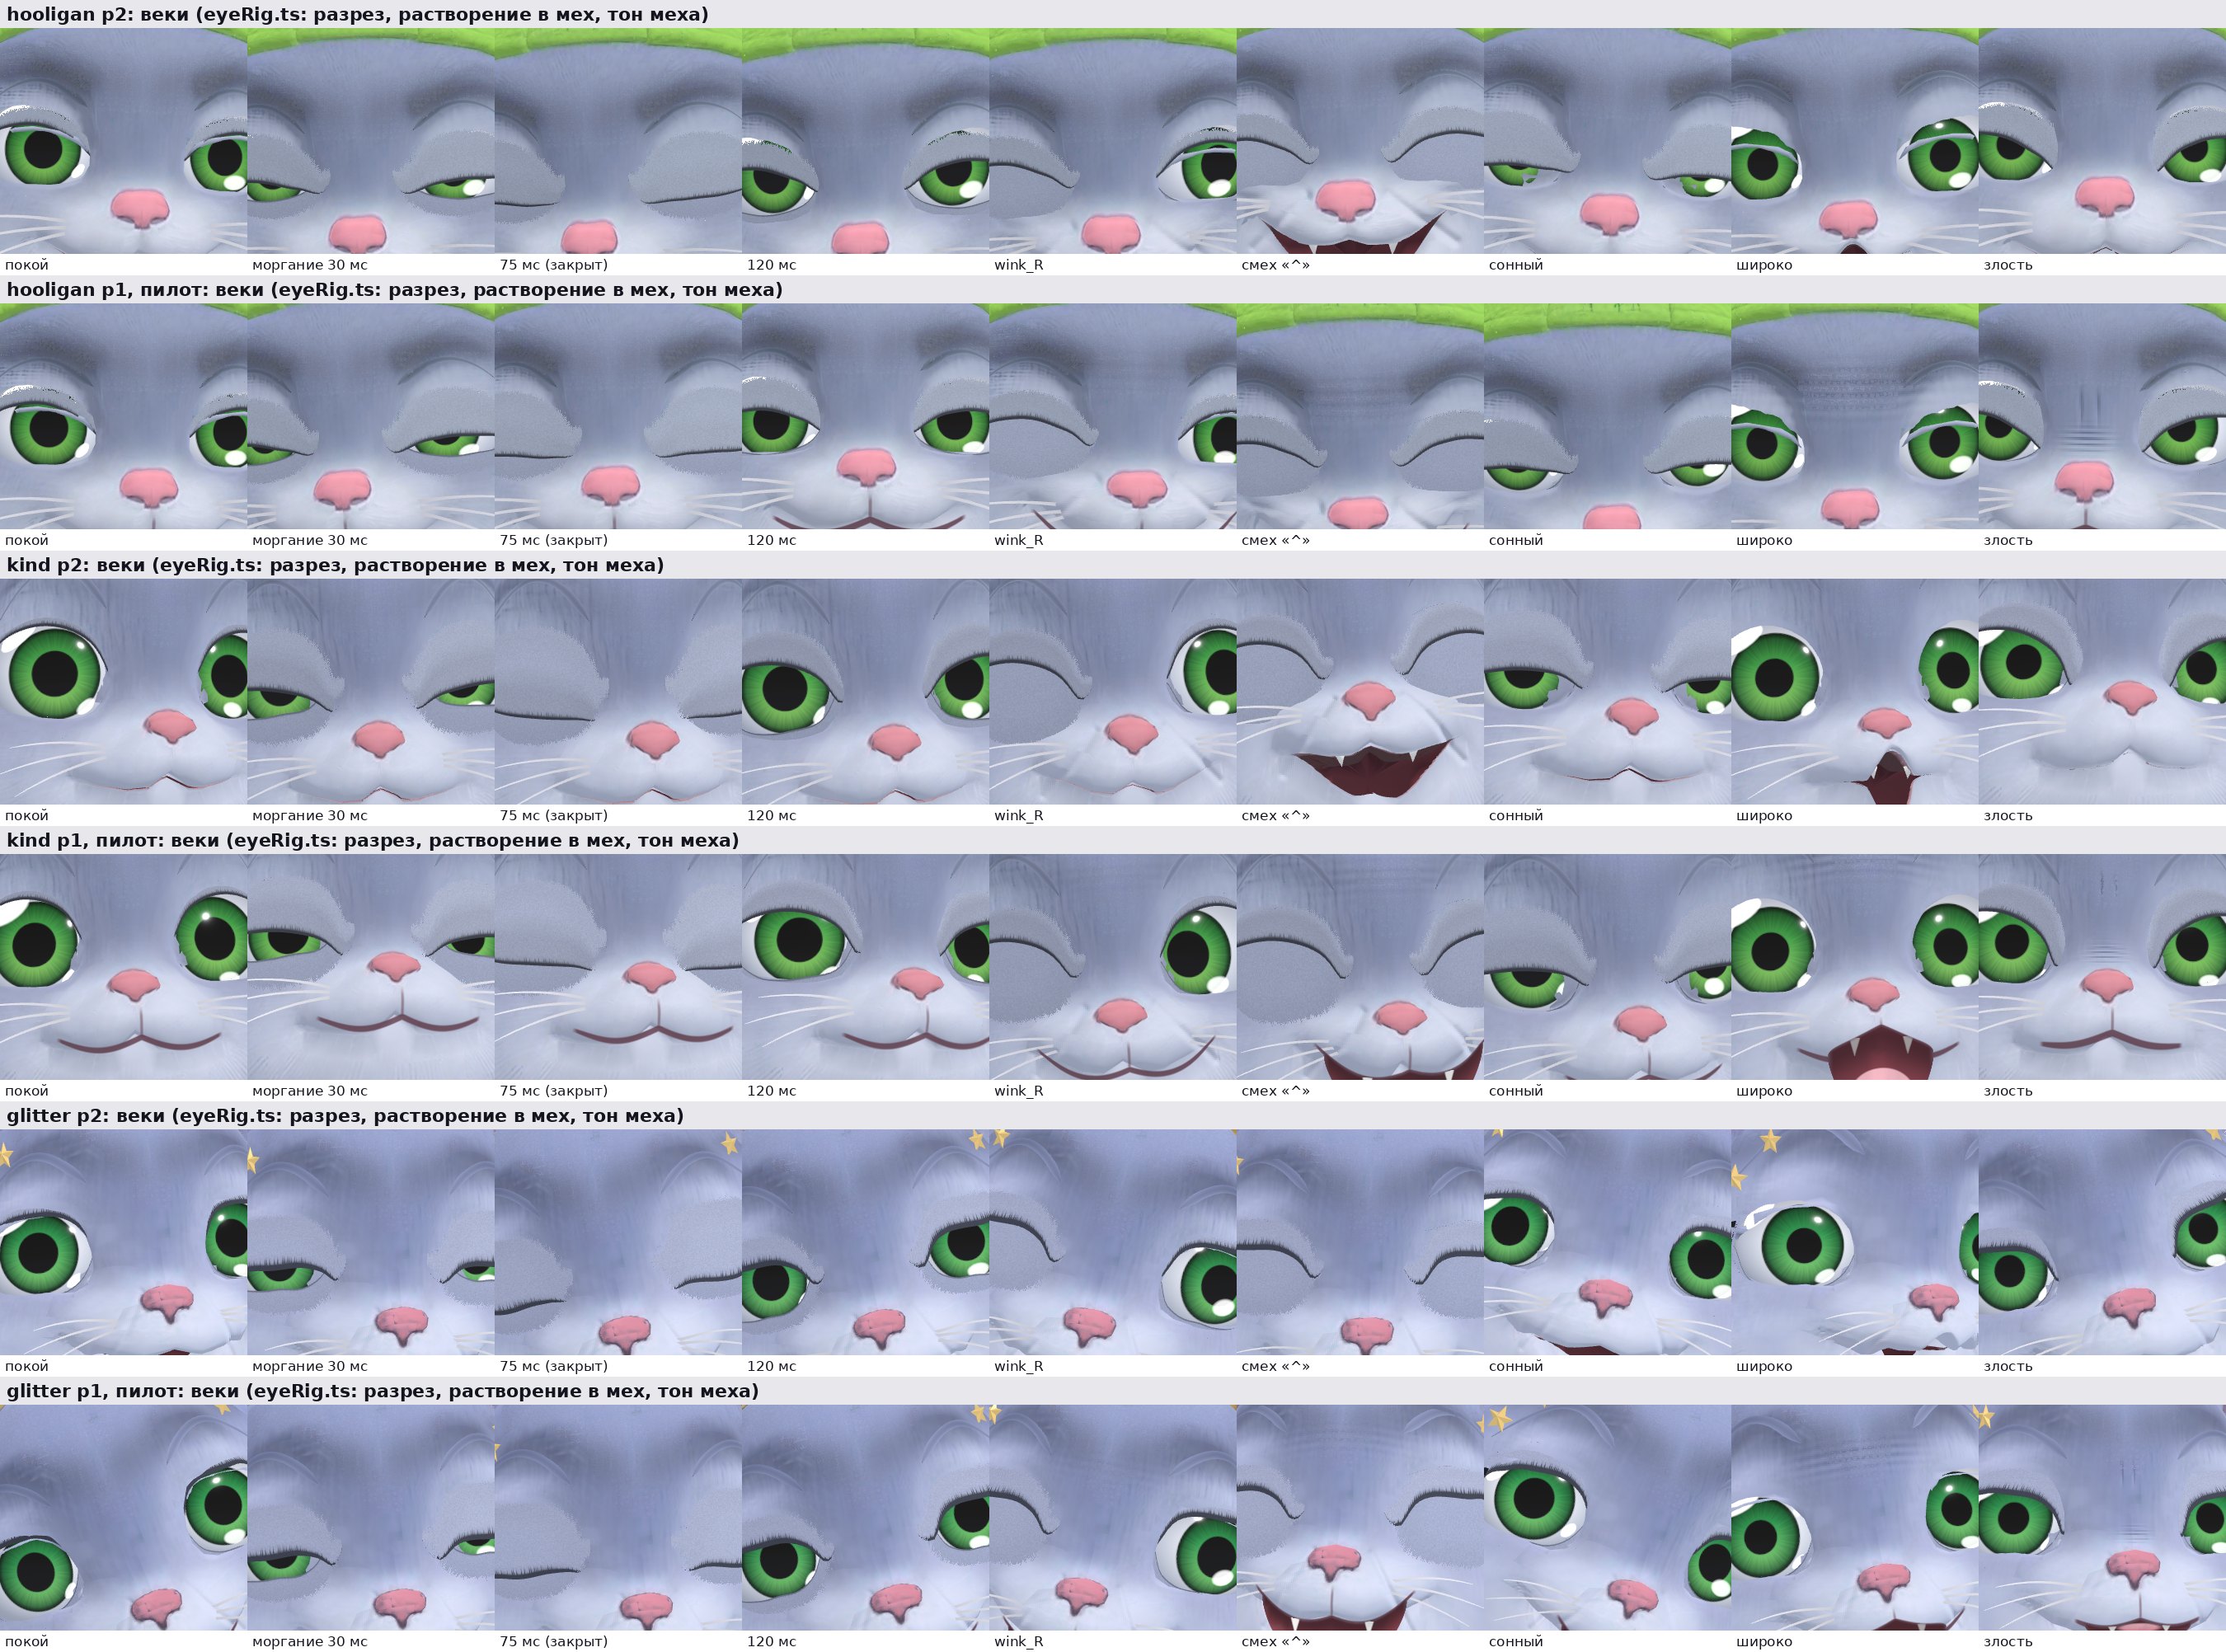 hooligan p2: веки (eyeRig.ts: разрез, растворение в мех, тон меха)
покой моргание 30 мс 75 мс (закрыт) 120 мс wink_R смех «^» сонный широко злость
hooligan p1, пилот: веки (eyeRig.ts: разрез, растворение в мех, тон меха)
покой моргание 30 мс 75 мс (закрыт) 120 мс wink_R смех «^» сонный широко злость
kind p2: веки (eyeRig.ts: разрез, растворение в мех, тон меха)
покой моргание 30 мс 75 мс (закрыт) 120 мс wink_R смех «^» сонный широко злость
kind p1, пилот: веки (eyeRig.ts: разрез, растворение в мех, тон меха)
покой моргание 30 мс 75 мс (закрыт) 120 мс wink_R смех «^» сонный широко злость
glitter p2: веки (eyeRig.ts: разрез, растворение в мех, тон меха)
покой моргание 30 мс 75 мс (закрыт) 120 мс wink_R смех «^» сонный широко злость
glitter p1, пилот: веки (eyeRig.ts: разрез, растворение в мех, тон меха)
покой моргание 30 мс 75 мс (закрыт) 120 мс wink_R смех «^» сонный широко злость